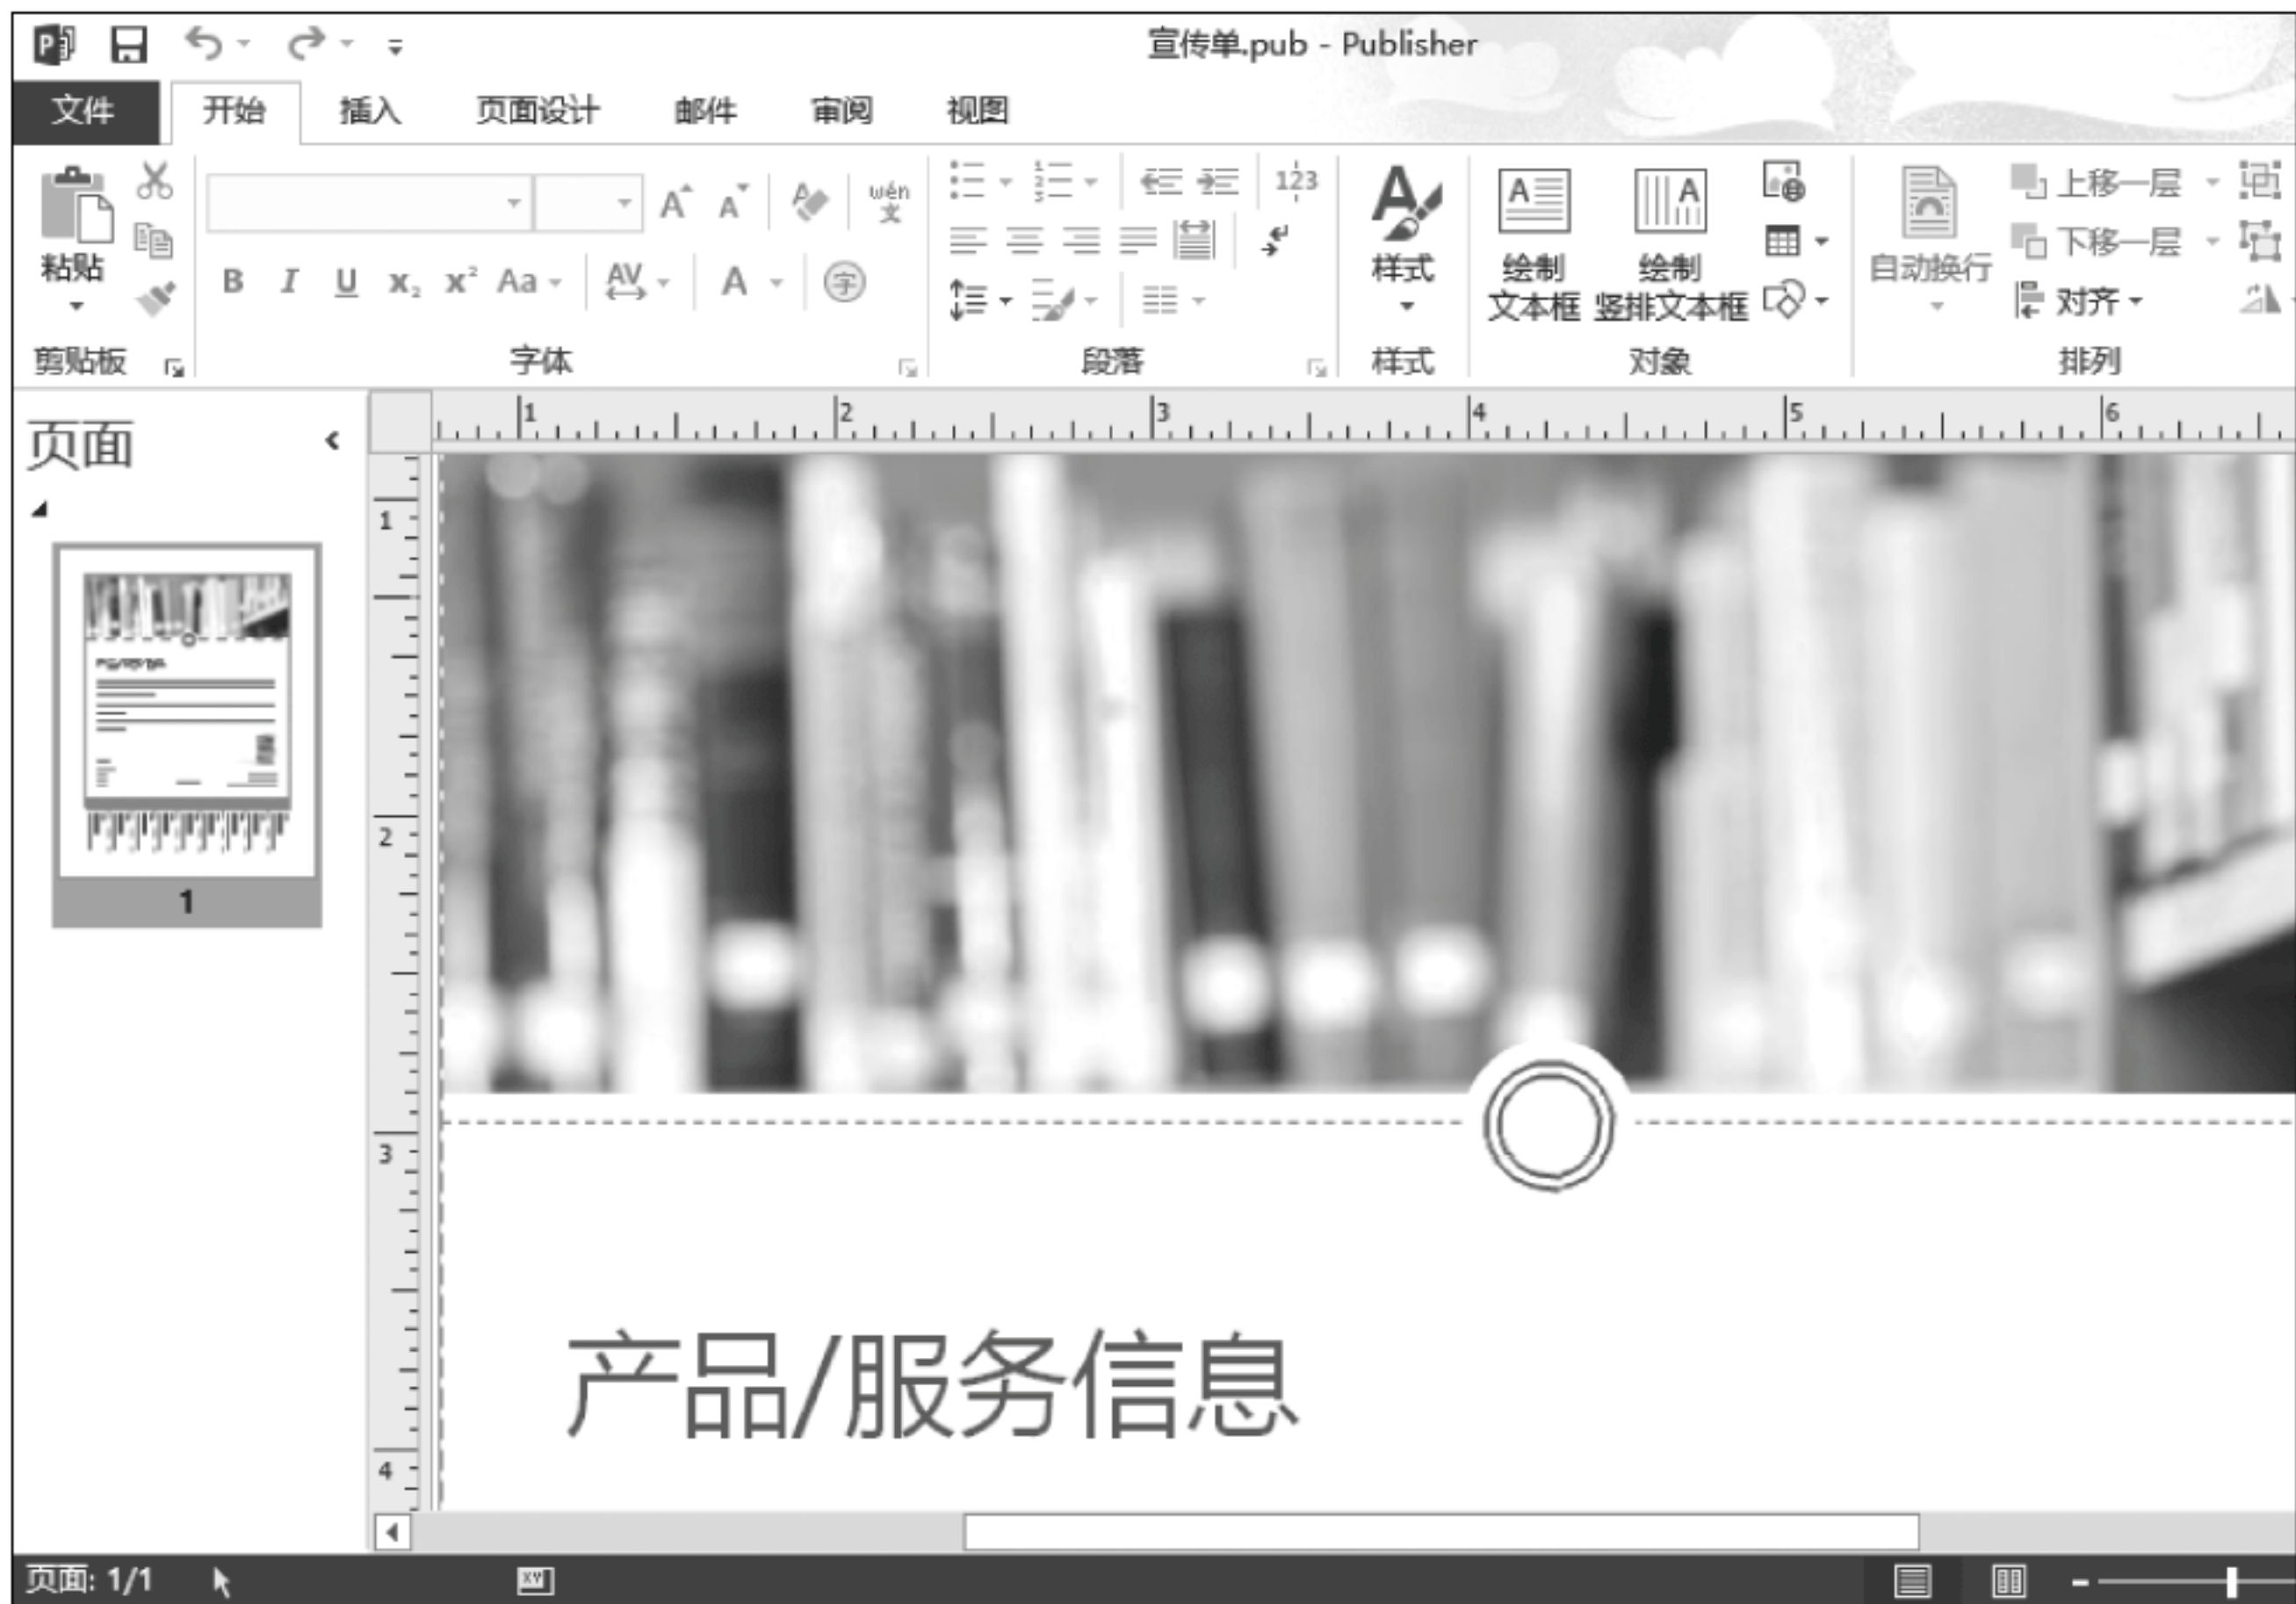 宣传单.pub - Publisher
文件 开始 插入 页面设计 邮件 审阅 视图
粘贴
B I U x₂ x² Aa AV A 字
wén
文
123
样式
绘制
文本框
绘制
竖排文本框
自动换行
上移一层
下移一层
对齐
剪贴板 字体 段落 样式 对象 排列
页面
1
1 2 3 4 5 6
1
2
3
4
产品/服务信息
页面: 1/1